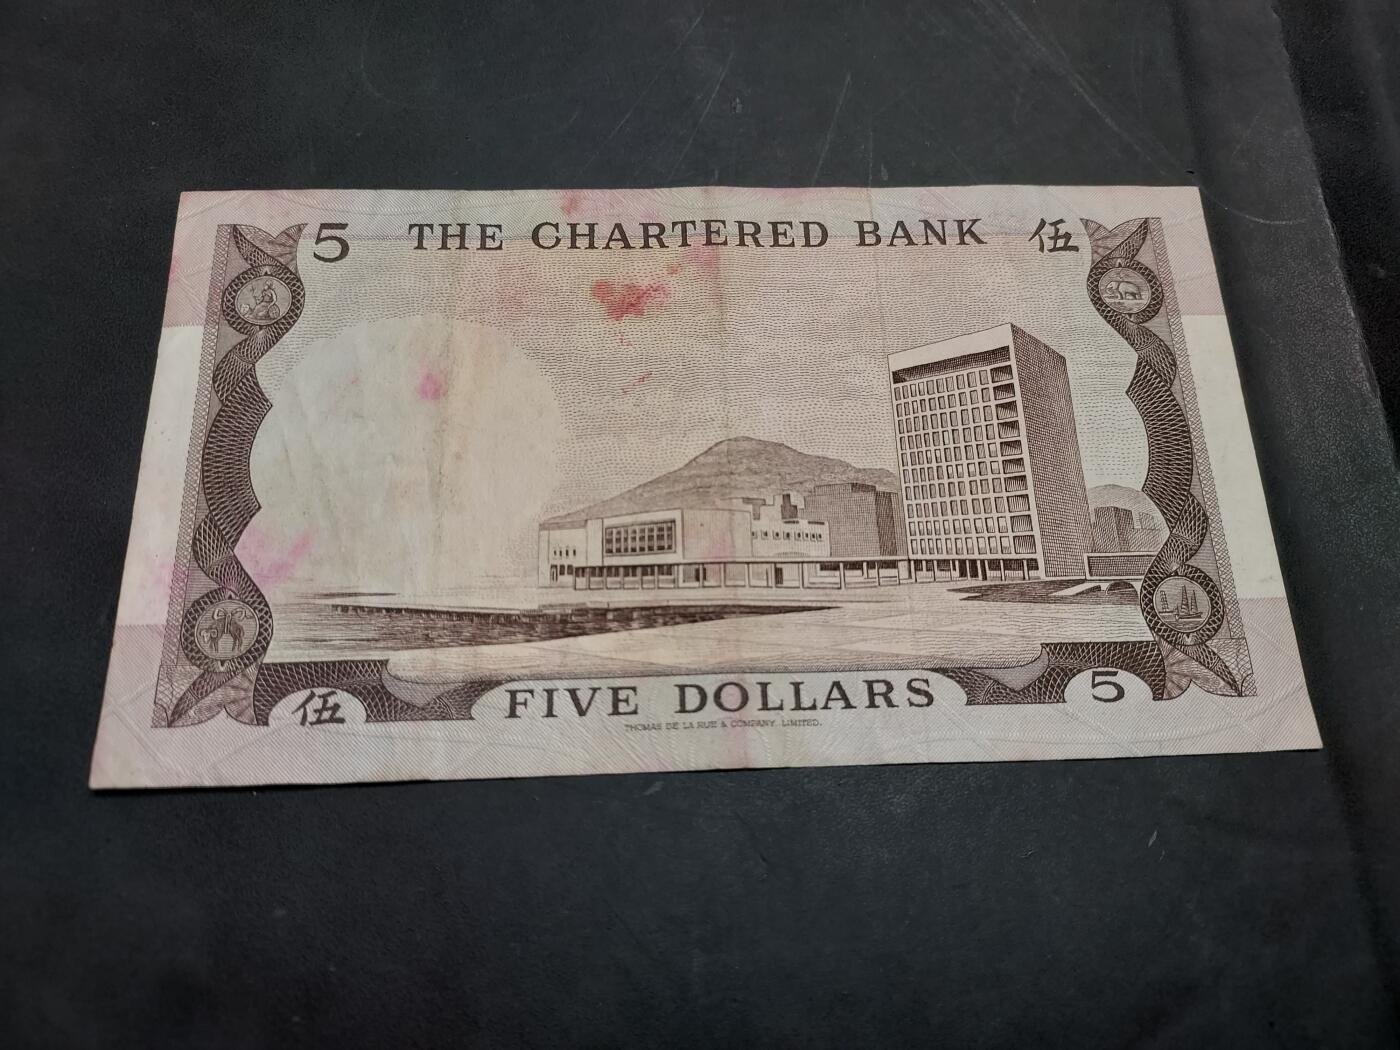 5 THE CHARTERED BANK 伍
伍 FIVE DOLLARS 5
THOMAS DE LA RUE & COMPANY, LIMITED.